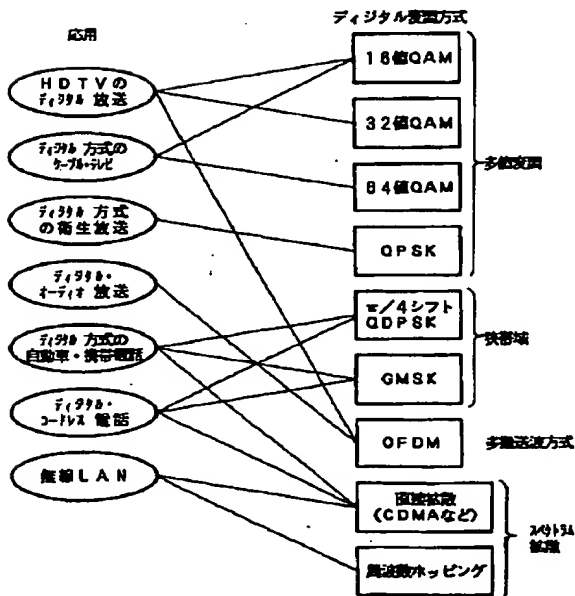 応用
ディジタル変調方式
HDTVの
ディジタル 放送
ディジタル 方式の
ケーブル・テレビ
ディジタル 方式
の衛生放送
ディジタル・
オーディオ 放送
ディジタル 方式の
自動車・携帯電話
ディジタル・
コードレス 電話
無線LAN
16値QAM
32値QAM
64値QAM
QPSK
π/4シフト
QDPSK
GMSK
OFDM
直接拡散
(CDMAなど)
周波数ホッピング
多値変調
狭帯域
多搬送波方式
スペクトラム
拡散